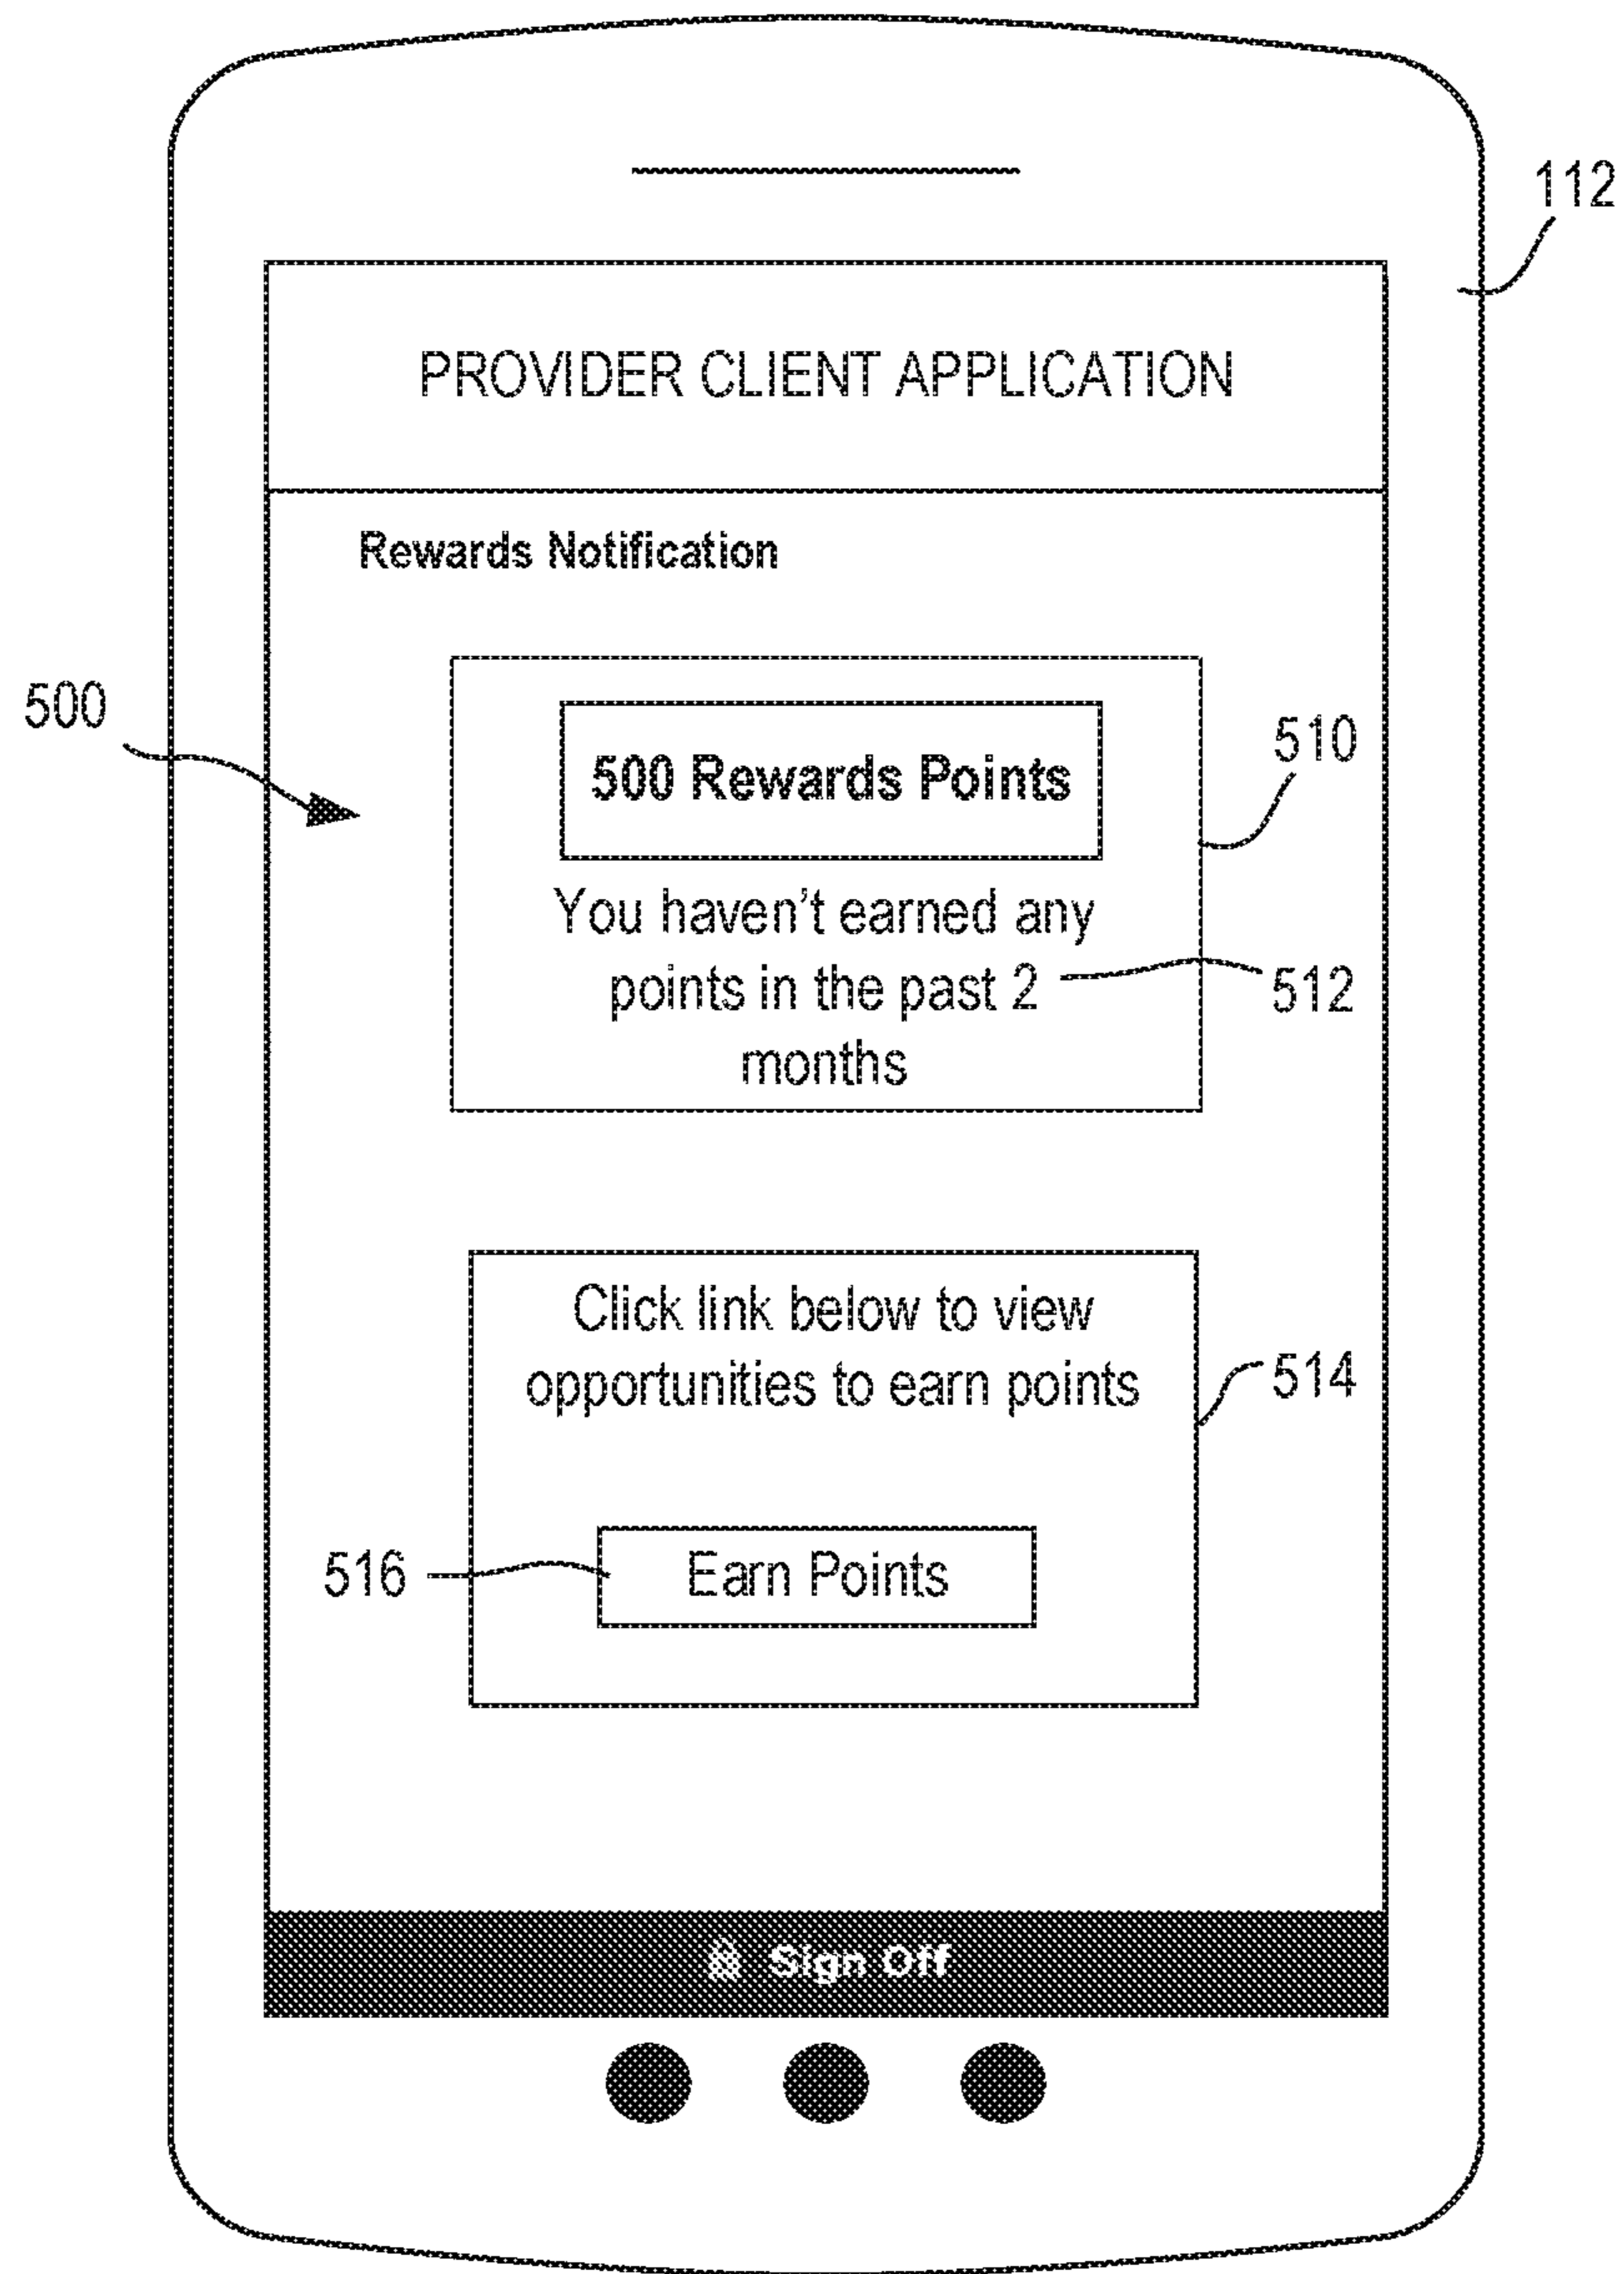 112
PROVIDER CLIENT APPLICATION
Rewards Notification
500
500 Rewards Points
510
You haven't earned any
points in the past 2
512
months
Click link below to view
opportunities to earn points
514
516
Earn Points
Sign Off